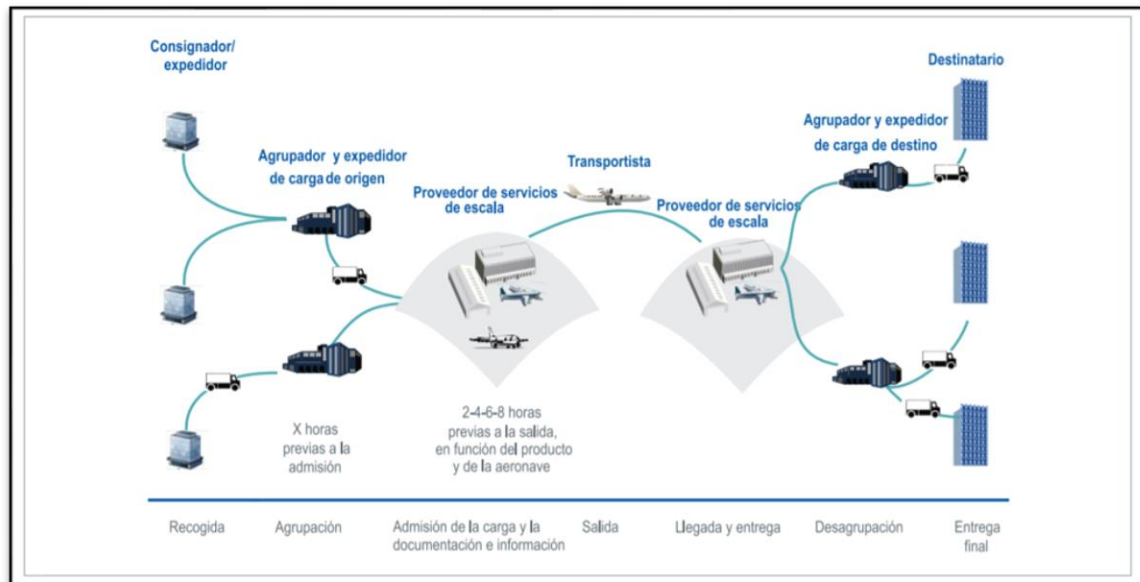 Consignador/
expedidor
Destinatario
Agrupador y expedidor
de carga de origen
Agrupador y expedidor
de carga de destino
Transportista
Proveedor de servicios
de escala
Proveedor de servicios
de escala
X horas
previas a la
admisión
2-4-6-8 horas
previas a la salida,
en función del producto
y de la aeronave
Recogida
Agrupación
Admisión de la carga y la
documentación e información
Salida
Llegada y entrega
Desagrupación
Entrega
final